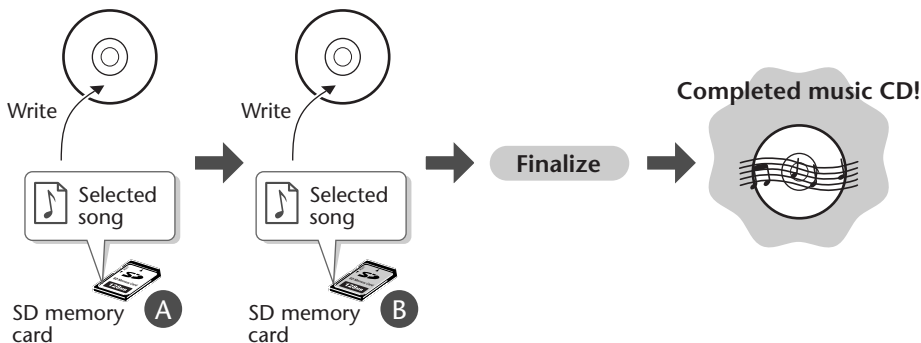 Write
Selected
song
SD memory
card
A
Write
Selected
song
SD memory
card
B
Finalize
Completed music CD!